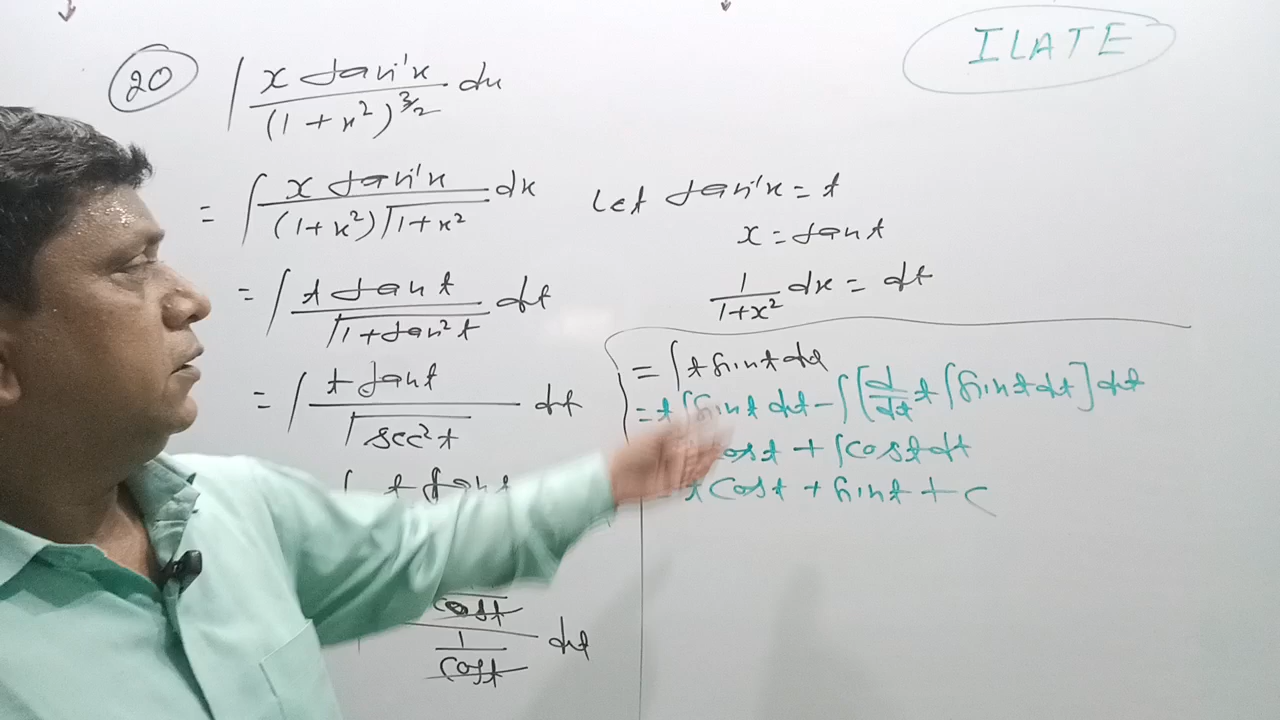 ILATE
20 ∫ x tan⁻¹x / (1 + x²)^3/2 dx
= ∫ x tan⁻¹x / (1+x²)√1+x² dx
Let tan⁻¹x = t
x = tan t
1/1+x² dx = dt
= ∫ t tan t / √1+tan²t dt
= ∫ t tan t / √sec²t dt
∫ t tan t
cos t
1/cos t dt
= ∫ t sin t dt
= t ∫ sin t dt - ∫ [d/dt t ∫ sin t dt] dt
cos t + ∫ cos t dt
t cos t + sin t + c